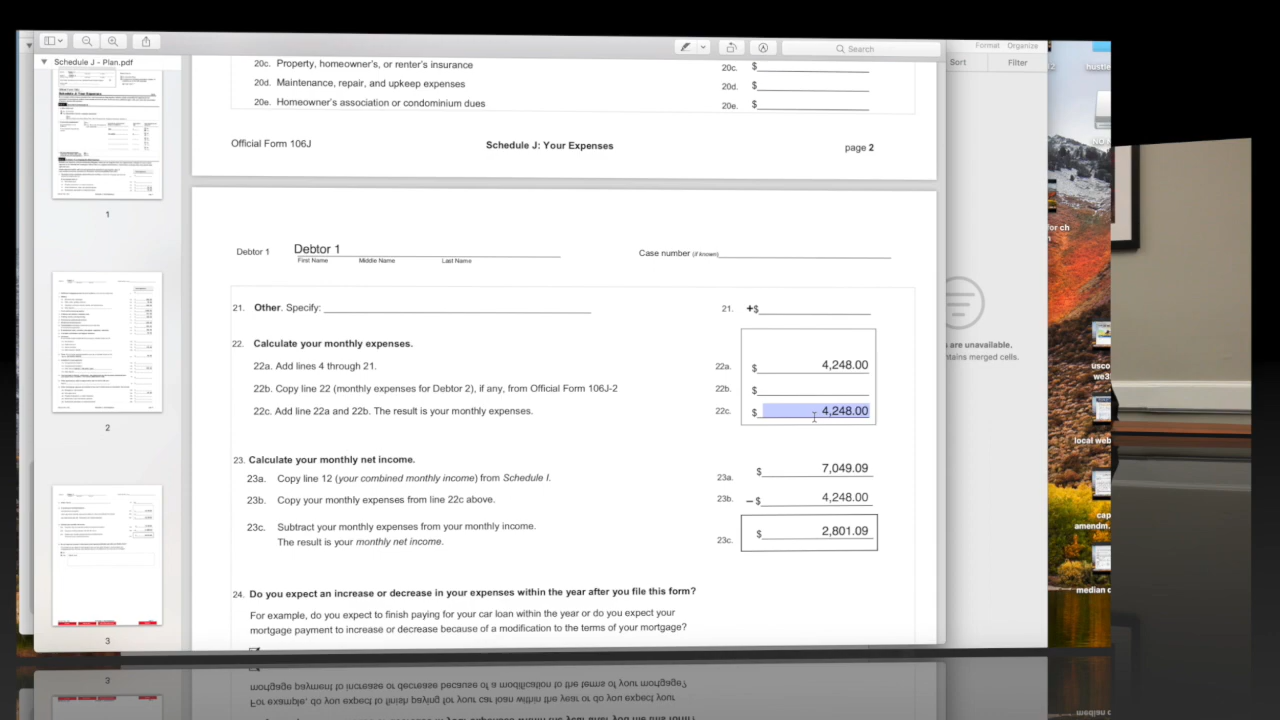 Format Organize
Search
Sort Filter
Schedule J - Plan.pdf
1
2
3
20c. Property, homeowner's, or renter's insurance 20c. $
20d. Maintenance, repair, and upkeep expenses 20d. $
20e. Homeowner's association or condominium dues 20e. $
Official Form 106J Schedule J: Your Expenses page 2
Debtor 1 Debtor 1 Case number (if known)
First Name Middle Name Last Name
21. Other. Specify: 21. +$
22. Calculate your monthly expenses.
22a. Add lines 4 through 21. 22a. $ 4,248.00
22b. Copy line 22 (monthly expenses for Debtor 2), if any, from Official Form 106J-2 22b. $
22c. Add line 22a and 22b. The result is your monthly expenses. 22c. $ 4,248.00
23. Calculate your monthly net income.
23a. Copy line 12 (your combined monthly income) from Schedule I. 23a. $ 7,049.09
23b. Copy your monthly expenses from line 22c above. 23b. – $ 4,248.00
23c. Subtract your monthly expenses from your monthly income.
The result is your monthly net income. 23c. $ 2,801.09
24. Do you expect an increase or decrease in your expenses within the year after you file this form?
For example, do you expect to finish paying for your car loan within the year or do you expect your
mortgage payment to increase or decrease because of a modification to the terms of your mortgage?
are unavailable.
ntains merged cells.
hustle
for ch
usco
we3
local web
cap
amendm.
median c